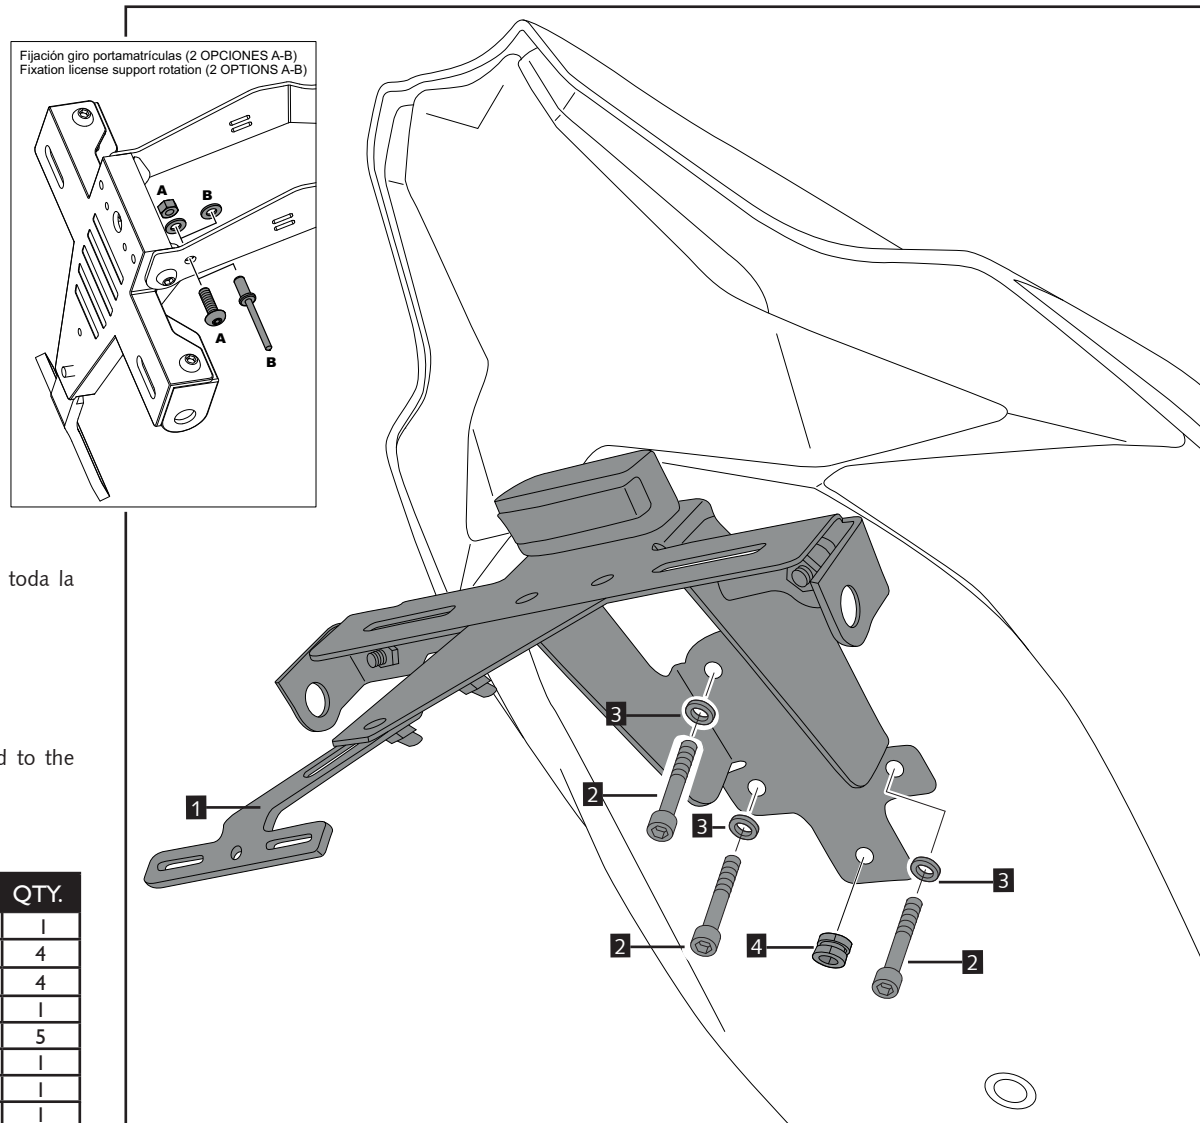 Fijación giro portamatrículas (2 OPCIONES A-B)
Fixation license support rotation (2 OPTIONS A-B)
A
B
A
B
toda la
d to the
QTY.
1
4
4
1
5
1
1
1
3
2
3
1
3
2
4
2